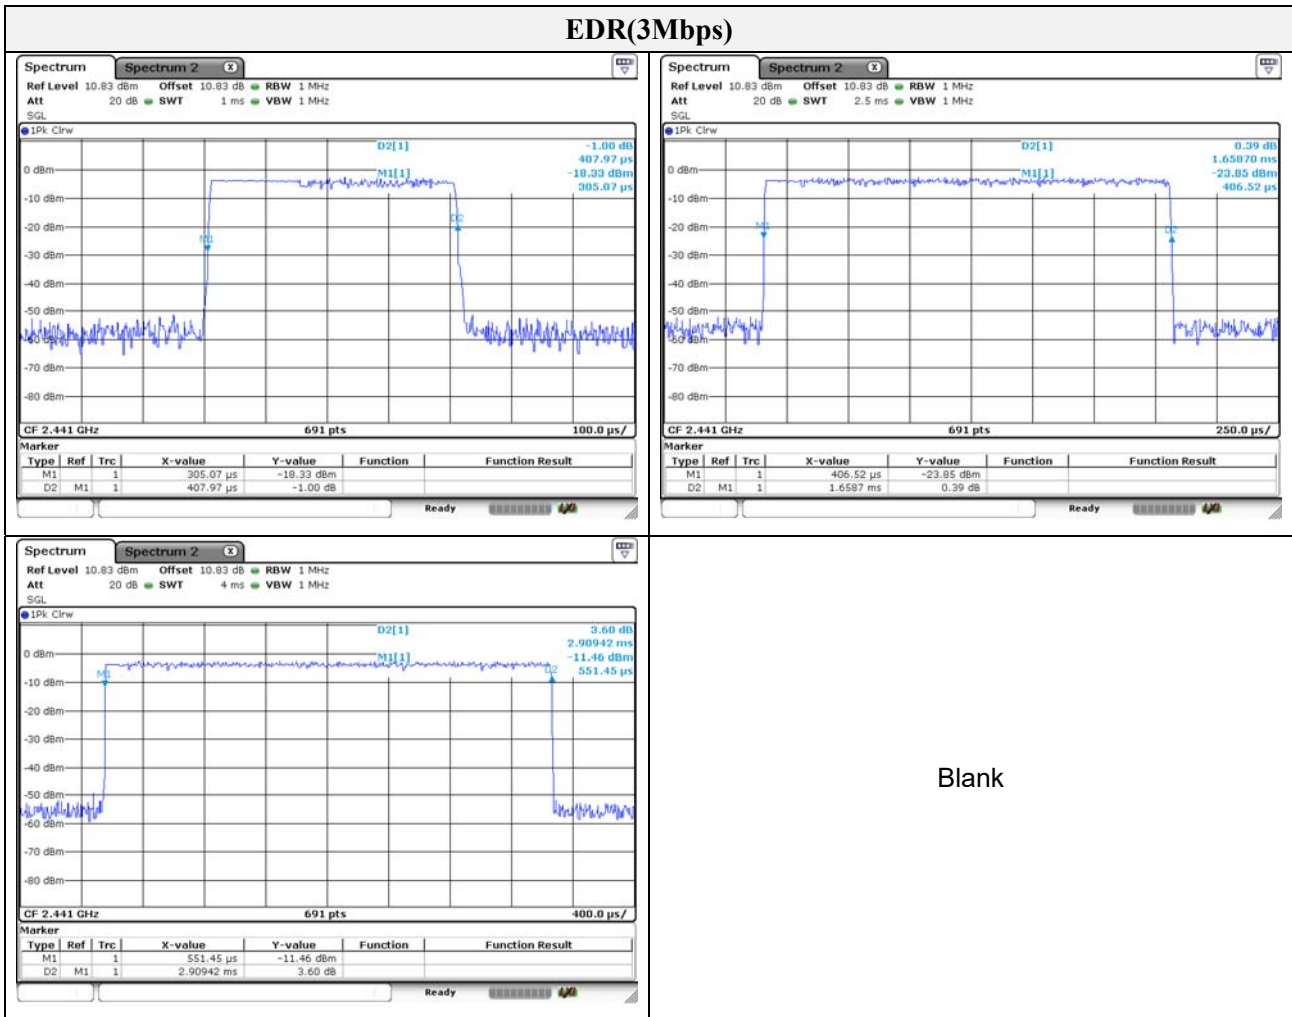 EDR(3Mbps)
Spectrum Spectrum 2 X
Ref Level 10.83 dBm Offset 10.83 dB RBW 1 MHz
Att 20 dB SWT 1 ms VBW 1 MHz
SGL
1Pk Clrw
D2[1] -1.00 dB
407.97 µs
M1[1] -18.33 dBm
305.07 µs
0 dBm
-10 dBm
D2
-20 dBm
M1
-30 dBm
-40 dBm
-50 dBm
-60 dBm
-70 dBm
-80 dBm
CF 2.441 GHz 691 pts 100.0 µs/
Marker
Type Ref Trc X-value Y-value Function Function Result
M1 1 305.07 µs -18.33 dBm
D2 M1 1 407.97 µs -1.00 dB
Ready
Spectrum Spectrum 2 X
Ref Level 10.83 dBm Offset 10.83 dB RBW 1 MHz
Att 20 dB SWT 2.5 ms VBW 1 MHz
SGL
1Pk Clrw
D2[1] 0.39 dB
1.65870 ms
M1[1] -23.85 dBm
406.52 µs
0 dBm
-10 dBm
-20 dBm
M1
D2
-30 dBm
-40 dBm
-50 dBm
-60 dBm
-70 dBm
-80 dBm
CF 2.441 GHz 691 pts 250.0 µs/
Marker
Type Ref Trc X-value Y-value Function Function Result
M1 1 406.52 µs -23.85 dBm
D2 M1 1 1.6587 ms 0.39 dB
Ready
Spectrum Spectrum 2 X
Ref Level 10.83 dBm Offset 10.83 dB RBW 1 MHz
Att 20 dB SWT 4 ms VBW 1 MHz
SGL
1Pk Clrw
D2[1] 3.60 dB
2.90942 ms
M1[1] -11.46 dBm
551.45 µs
0 dBm
M1
D2
-10 dBm
-20 dBm
-30 dBm
-40 dBm
-50 dBm
-60 dBm
-70 dBm
-80 dBm
CF 2.441 GHz 691 pts 400.0 µs/
Marker
Type Ref Trc X-value Y-value Function Function Result
M1 1 551.45 µs -11.46 dBm
D2 M1 1 2.90942 ms 3.60 dB
Ready
Blank